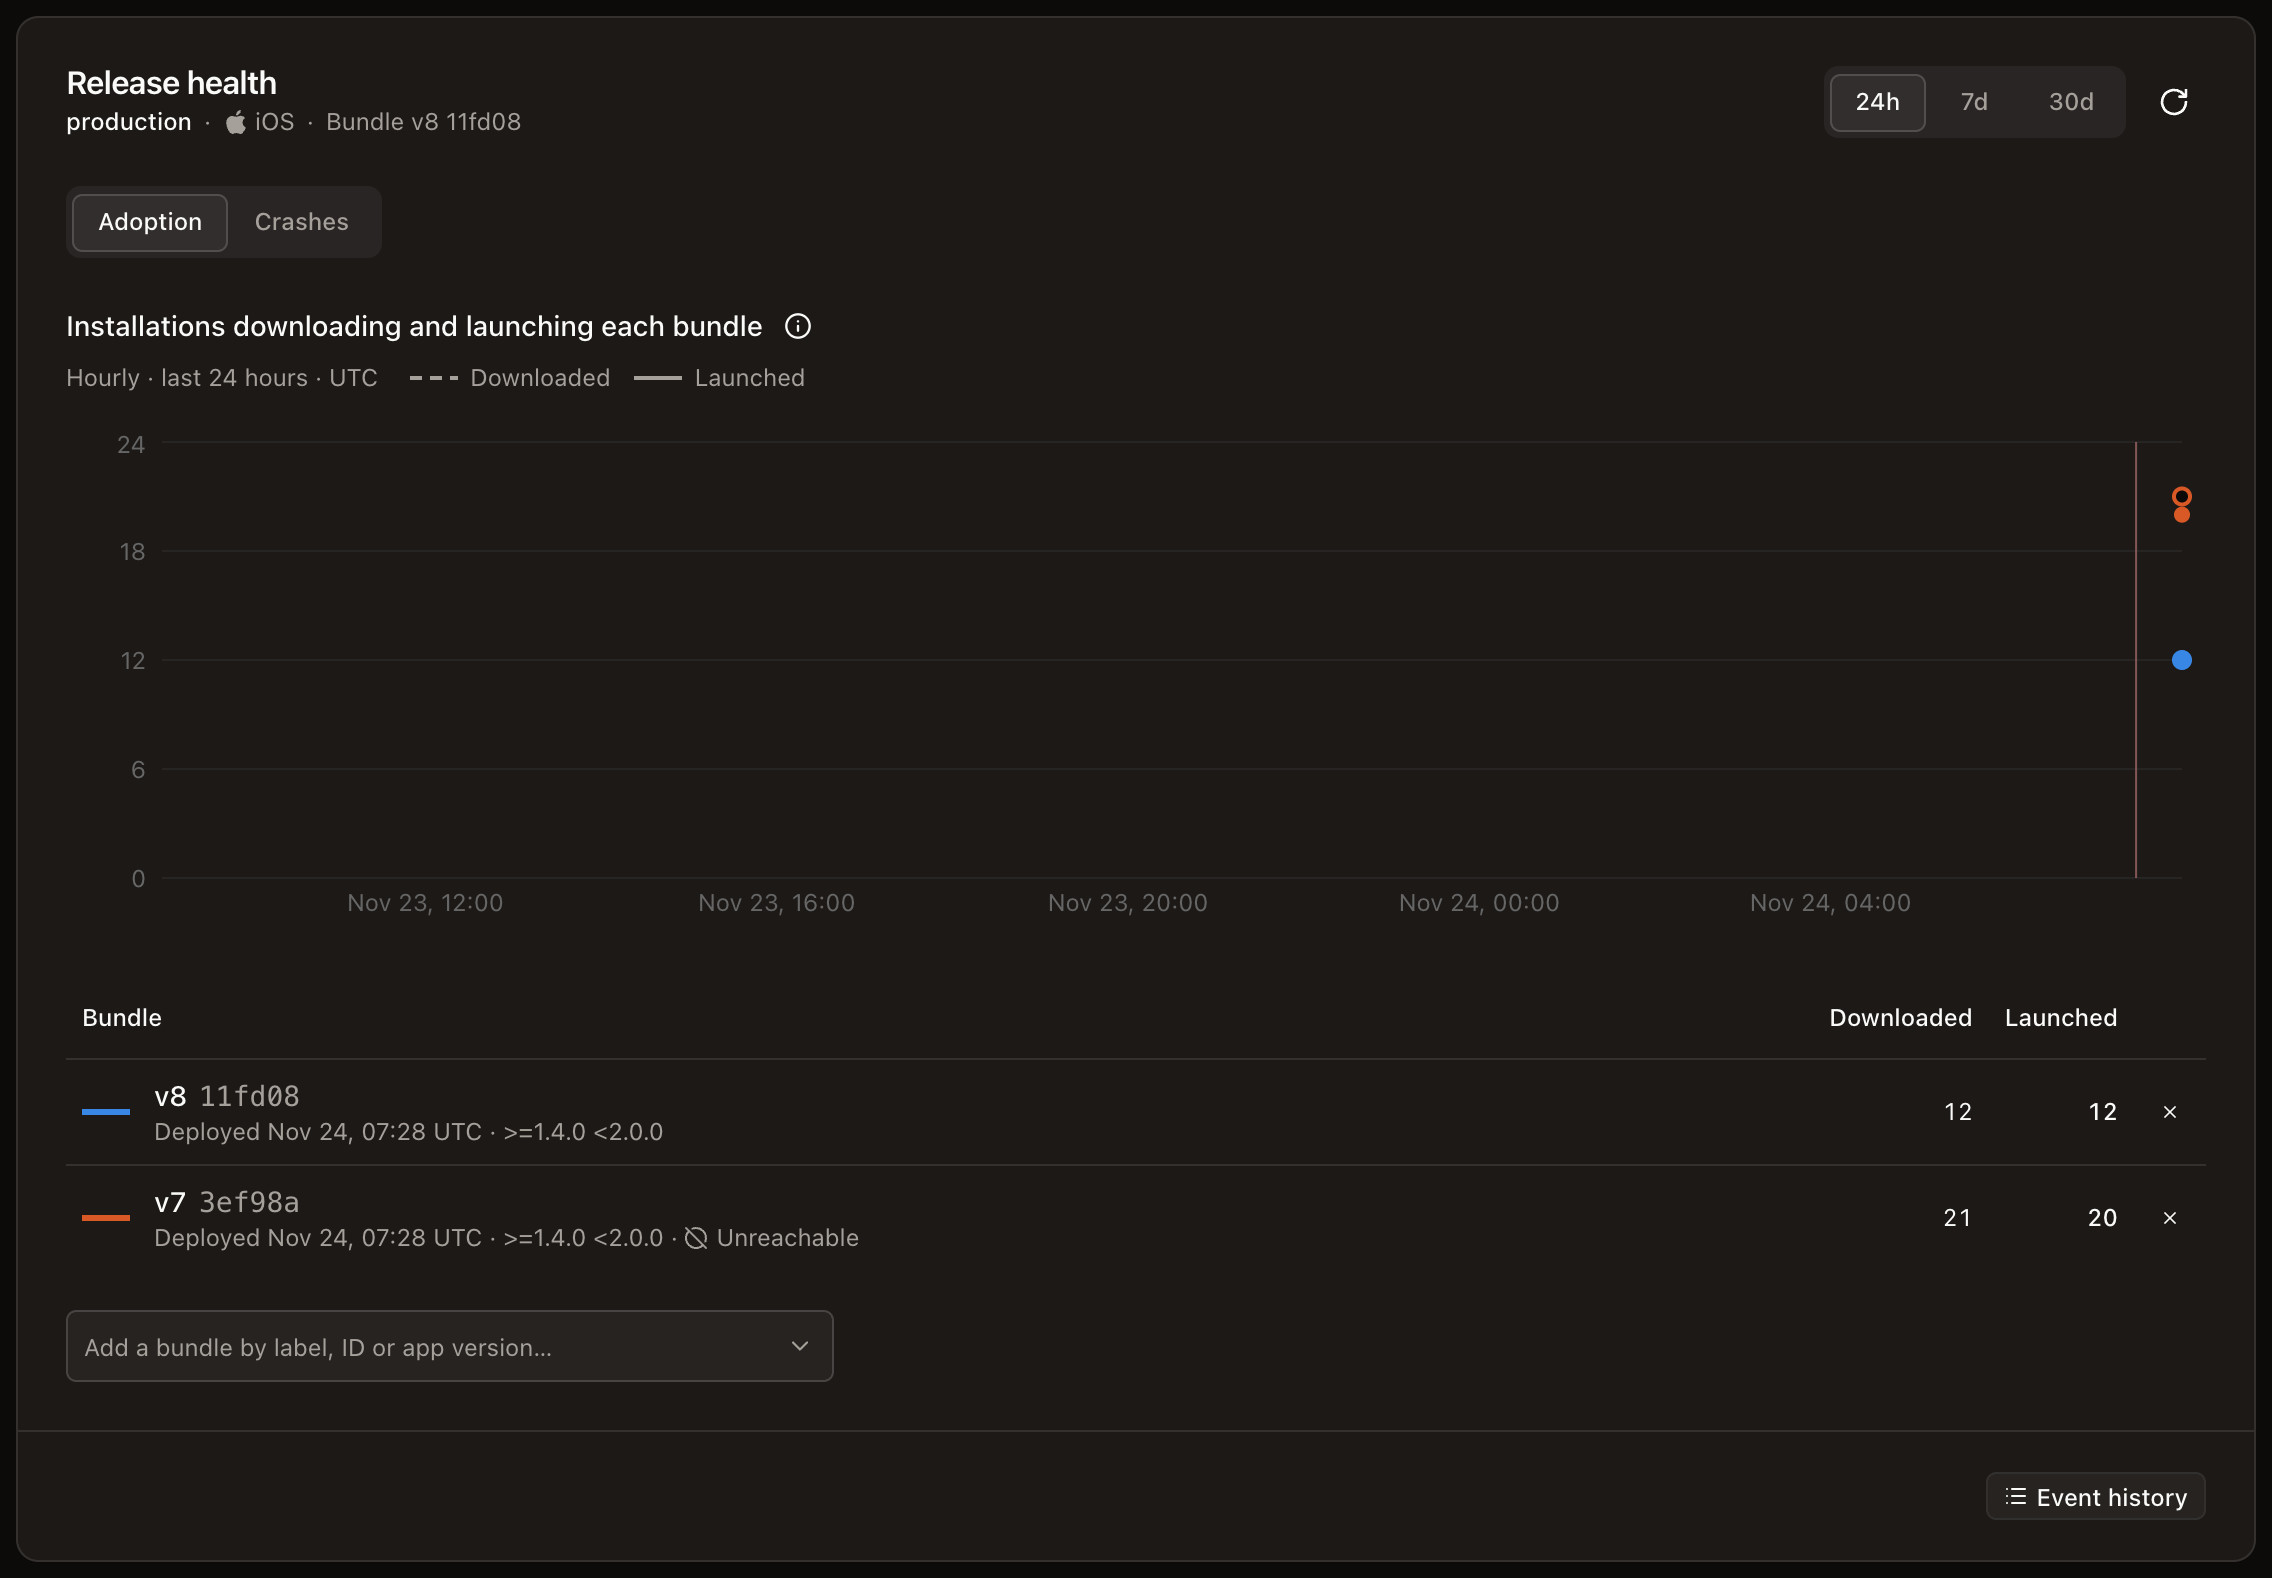 Release health
production · iOS · Bundle v8 11fd08
24h 7d 30d
Adoption Crashes
Installations downloading and launching each bundle
Hourly · last 24 hours · UTC Downloaded Launched
24
18
12
6
0
Nov 23, 12:00 Nov 23, 16:00 Nov 23, 20:00 Nov 24, 00:00 Nov 24, 04:00
Bundle Downloaded Launched
v8 11fd08
Deployed Nov 24, 07:28 UTC · >=1.4.0 <2.0.0
12 12 ×
v7 3ef98a
Deployed Nov 24, 07:28 UTC · >=1.4.0 <2.0.0 · Unreachable
21 20 ×
Add a bundle by label, ID or app version...
Event history